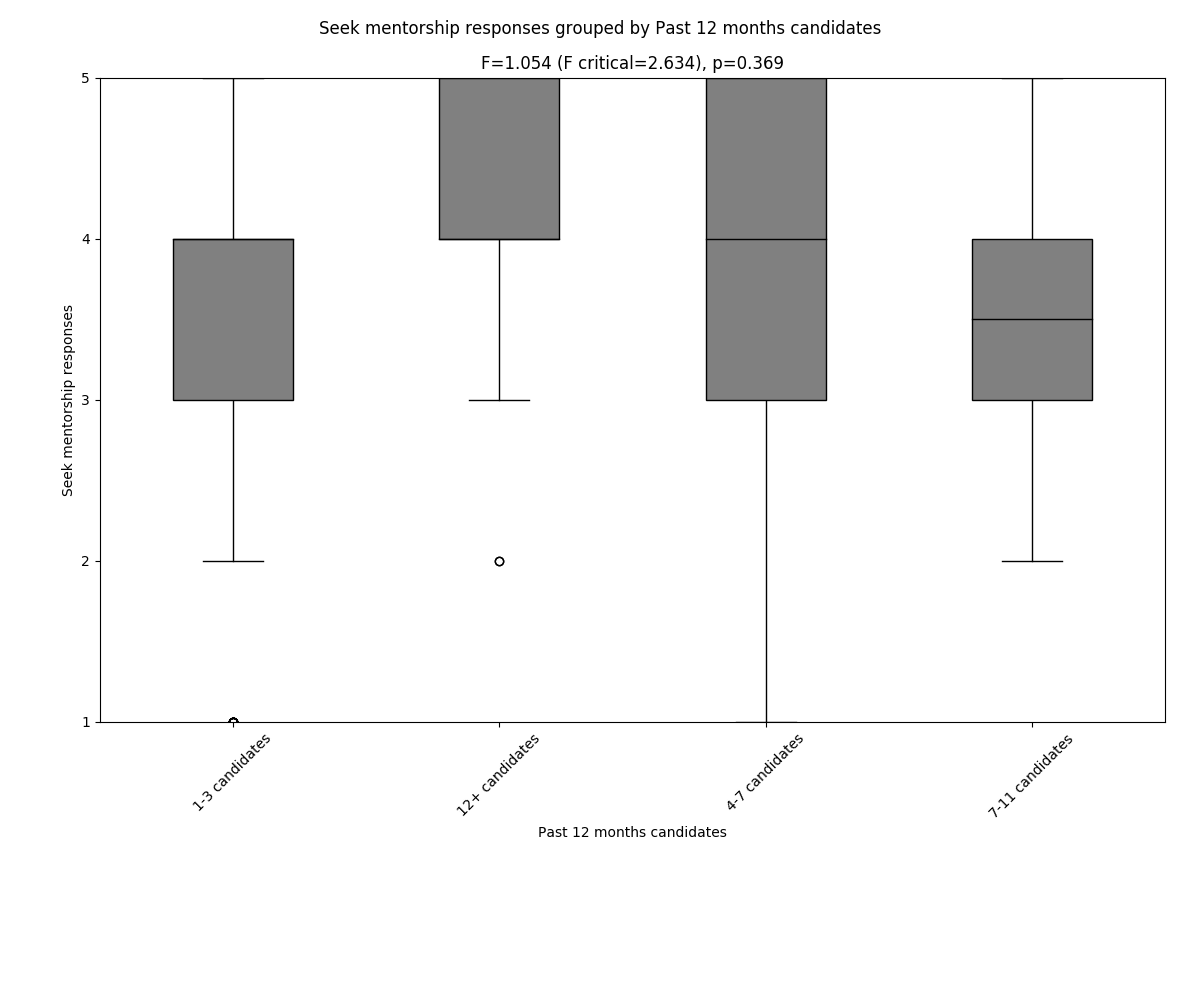 Seek mentorship responses grouped by Past 12 months candidates
F=1.054 (F critical=2.634), p=0.369
5
4
3
2
1
Seek mentorship responses
1-3 candidates
12+ candidates
4-7 candidates
7-11 candidates
Past 12 months candidates